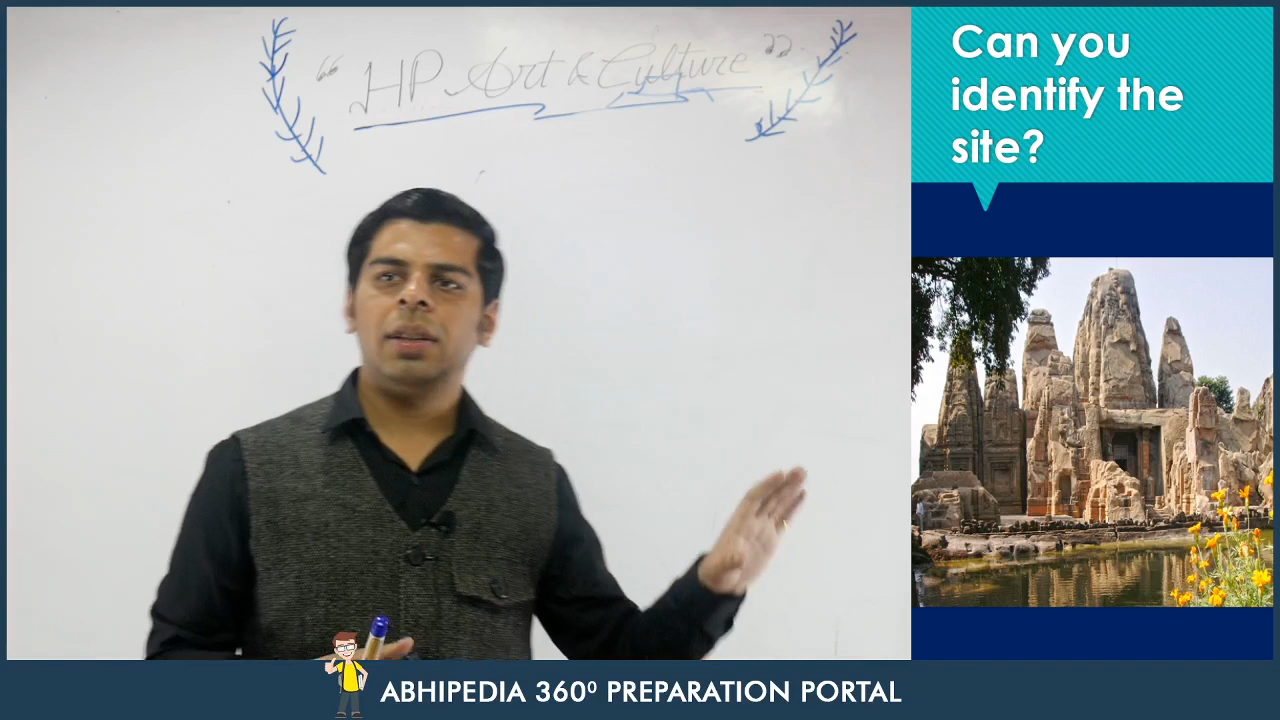 “ HP Art & Culture ”
Can you
identify the
site?
ABHIPEDIA 360⁰ PREPARATION PORTAL